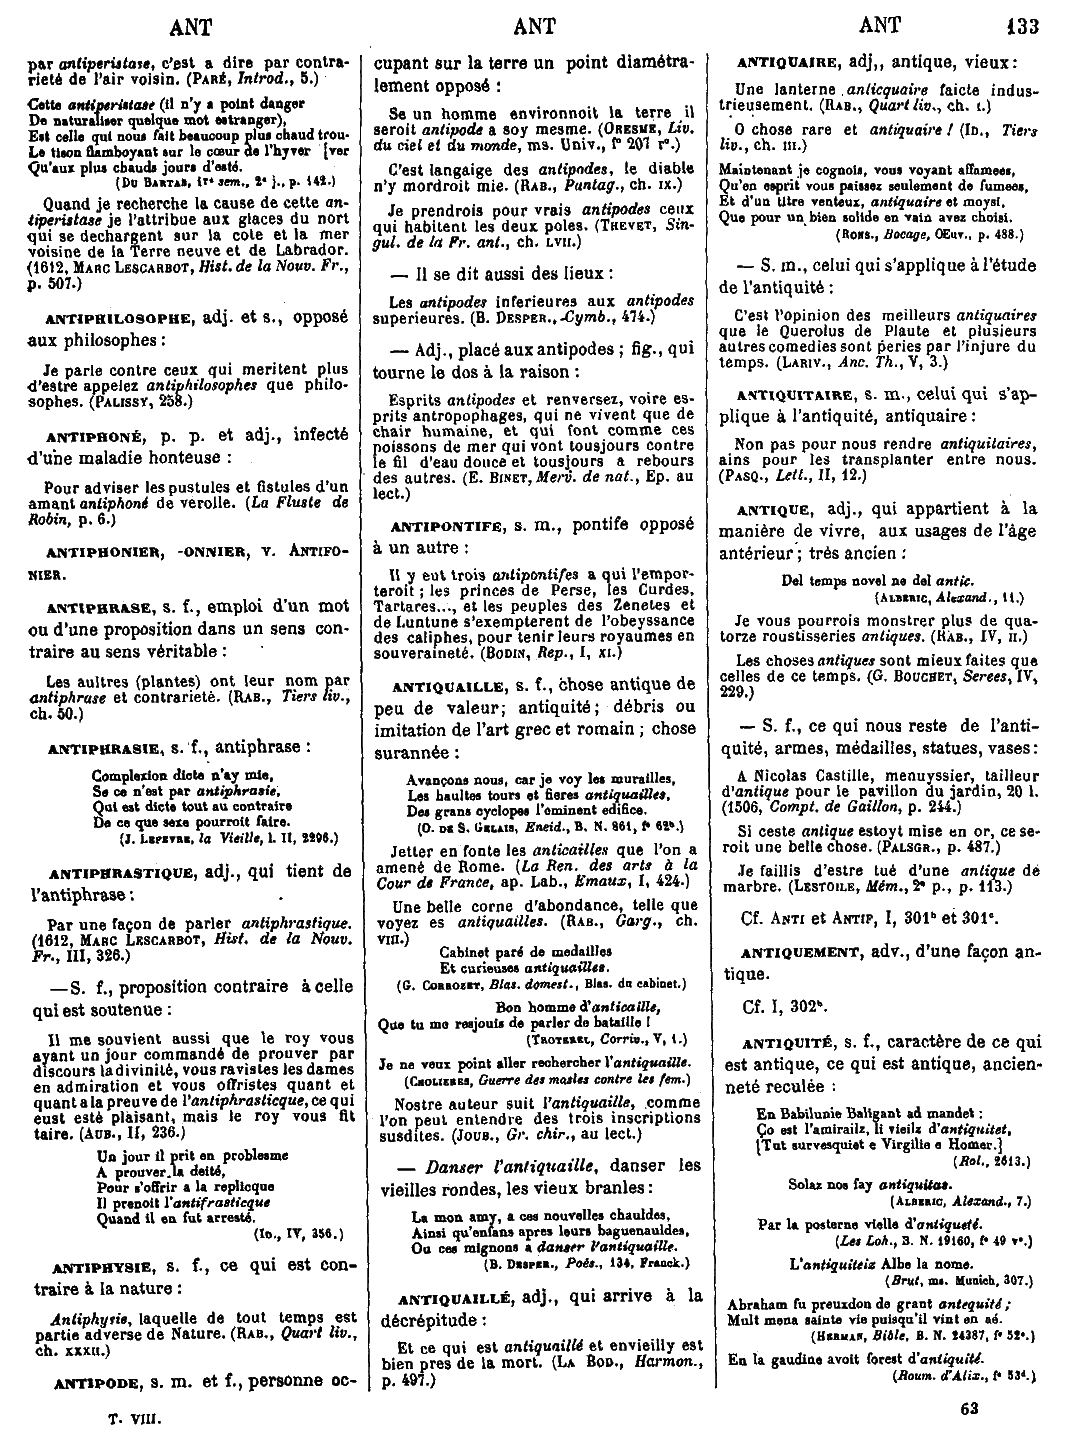 ANT
ANT
ANT 133
par antiperistase, c'est a dire par contra-
rieté de l'air voisin. (PARÉ, Introd., 5.)
Cette antiperistase (il n'y a point danger
De naturaliser quelque mot estranger),
Est celle qui nous fait beaucoup plus chaud trou-
Le tison flamboyant sur le cœur de l'hyver [ver
Qu'aux plus chauds jours d'esté.
(DU BARTAS, 1re sem., 2e j., p. 142.)
Quand je recherche la cause de cette an-
tiperistase je l'attribue aux glaces du nort
qui se dechargent sur la cote et la mer
voisine de la Terre neuve et de Labrador.
(1612, MARC LESCARBOT, Hist. de la Nouv. Fr.,
p. 507.)
ANTIPHILOSOPHE, adj. et s., opposé
aux philosophes :
Je parle contre ceux qui meritent plus
d'estre appelez antiphilosophes que philo-
sophes. (PALISSY, 258.)
ANTIPHONÉ, p. p. et adj., infecté
d'une maladie honteuse :
Pour adviser les pustules et fistules d'un
amant antiphoné de verolle. (La Fluste de
Robin, p. 6.)
ANTIPHONIER, -ONNIER, v. ANTIFO-
NIER.
ANTIPHRASE, s. f., emploi d'un mot
ou d'une proposition dans un sens con-
traire au sens véritable :
Les aultres (plantes) ont leur nom par
antiphrase et contrarieté. (RAB., Tiers liv.,
ch. 50.)
ANTIPHRASIE, s. f., antiphrase :
Complexion dicte n'ay mie,
Se ce n'est par antiphrasie,
Qui est dicte tout au contraire
De ce que sexe pourroit faire.
(J. LEFEVRE, la Vieille, l. II, 2296.)
ANTIPHRASTIQUE, adj., qui tient de
l'antiphrase :
Par une façon de parler antiphrastique.
(1612, MARC LESCARBOT, Hist. de la Nouv.
Fr., III, 326.)
— S. f., proposition contraire à celle
qui est soutenue :
Il me souvient aussi que le roy vous
ayant un jour commandé de prouver par
discours la divinité, vous ravistes les dames
en admiration et vous offristes quant et
quant a la preuve de l'antiphrasticque, ce qui
eust esté plaisant, mais le roy vous fit
taire. (AUB., II, 236.)
Un jour il prit en problesme
A prouver la deité,
Pour s'offrir a la replicque
Il prenoit l'antifrasticque
Quand il en fut arresté.
(ID., IV, 356.)
ANTIPHYSIE, s. f., ce qui est con-
traire à la nature :
Antiphysie, laquelle de tout temps est
partie adverse de Nature. (RAB., Quart liv.,
ch. XXXII.)
ANTIPODE, s. m. et f., personne oc-
cupant sur la terre un point diamétra-
lement opposé :
Se un homme environnoit la terre il
seroit antipode a soy mesme. (ORESME, Liv.
du ciel et du monde, ms. Univ., fº 207 rº.)
C'est langaige des antipodes, le diable
n'y mordroit mie. (RAB., Pantag., ch. IX.)
Je prendrois pour vrais antipodes ceux
qui habitent les deux poles. (THEVET, Sin-
gul. de la Fr. ant., ch. LVII.)
— Il se dit aussi des lieux :
Les antipodes inferieures aux antipodes
superieures. (B. DESPER., Cymb., 474.)
— Adj., placé aux antipodes ; fig., qui
tourne le dos à la raison :
Esprits antipodes et renversez, voire es-
prits antropophages, qui ne vivent que de
chair humaine, et qui font comme ces
poissons de mer qui vont tousjours contre
le fil d'eau douce et tousjours a rebours
des autres. (E. BINET, Merv. de nat., Ep. au
lect.)
ANTIPONTIFE, s. m., pontife opposé
à un autre :
Il y eut trois antipontifes a qui l'empor-
teroit ; les princes de Perse, les Curdes,
Tartares..., et les peuples des Zenetes et
de Luntune s'exempterent de l'obeyssance
des caliphes, pour tenir leurs royaumes en
souveraineté. (BODIN, Rep., I, XI.)
ANTIQUAILLE, s. f., chose antique de
peu de valeur ; antiquité ; débris ou
imitation de l'art grec et romain ; chose
surannée :
Avançons nous, car je voy les murailles,
Les haultes tours et fieres antiquailles,
Des grans cyclopes l'eminent edifice.
(O. DE S. GELAIS, Eneid., B. N. 861, fº 62b.)
Jetter en fonte les anticailles que l'on a
amené de Rome. (La Ren. des arts à la
Cour de France, ap. Lab., Emaux, I, 424.)
Une belle corne d'abondance, telle que
voyez es antiquailles. (RAB., Garg., ch.
VIII.)
Cabinet paré de medailles
Et curieuses antiquailles.
(G. CORROZET, Blas. domest., Blas. du cabinet.)
Bon homme d'anticaille,
Que tu me resjouis de parler de bataille !
(TROTEREL, Corriv., V, 1.)
Je ne veux point aller rechercher l'antiquaille.
(CHOLIERES, Guerre des masles contre les fem.)
Nostre auteur suit l'antiquaille, comme
l'on peut entendre des trois inscriptions
susdites. (JOUB., Gr. chir., au lect.)
— Danser l'antiquaille, danser les
vieilles rondes, les vieux branles :
La mon amy, a ces nouvelles chauldes,
Ainsi qu'enfans apres leurs baguenauldes,
Ou ces mignons a danser l'antiquaille.
(B. DESPER., Poés., 134, Franck.)
ANTIQUAILLÉ, adj., qui arrive à la
décrépitude :
Et ce qui est antiquaillé et envieilly est
bien pres de la mort. (LA BOD., Harmon.,
p. 497.)
ANTIQUAIRE, adj,, antique, vieux :
Une lanterne anticquaire faicte indus-
trieusement. (RAB., Quart liv., ch. I.)
O chose rare et antiquaire ! (ID., Tiers
liv., ch. III.)
Maintenant je cognois, vous voyant affamees,
Qu'en esprit vous paissez seulement de fumees,
Et d'un titre venteux, antiquaire et moysi,
Que pour un bien solide en vain avez choisi.
(RONS., Bocage, Œuv., p. 488.)
— S. m., celui qui s'applique à l'étude
de l'antiquité :
C'est l'opinion des meilleurs antiquaires
que le Querolus de Plaute et plusieurs
autres comedies sont peries par l'injure du
temps. (LARIV., Anc. Th., V, 3.)
ANTIQUITAIRE, s. m., celui qui s'ap-
plique à l'antiquité, antiquaire :
Non pas pour nous rendre antiquitaires,
ains pour les transplanter entre nous.
(PASQ., Lett., II, 12.)
ANTIQUE, adj., qui appartient à la
manière de vivre, aux usages de l'âge
antérieur ; très ancien :
Del temps novel ne del antic.
(ALBERIC, Alexand., 11.)
Je vous pourrois monstrer plus de qua-
torze roustisseries antiques. (RAB., IV, II.)
Les choses antiques sont mieux faites que
celles de ce temps. (G. BOUCHET, Serees, IV,
229.)
— S. f., ce qui nous reste de l'anti-
quité, armes, médailles, statues, vases :
A Nicolas Castille, menuyssier, tailleur
d'antique pour le pavillon du jardin, 20 l.
(1506, Compt. de Gaillon, p. 244.)
Si ceste antique estoyt mise en or, ce se-
roit une belle chose. (PALSGR., p. 487.)
Je faillis d'estre tué d'une antique de
marbre. (LESTOILE, Mém., 2e p., p. 113.)
Cf. ANTI et ANTIF, I, 301b et 301c.
ANTIQUEMENT, adv., d'une façon an-
tique.
Cf. I, 302b.
ANTIQUITÉ, s. f., caractère de ce qui
est antique, ce qui est antique, ancien-
neté reculée :
En Babilunie Baligant ad mandet :
Ço est l'amirailz, li vieilz d'antiquitet,
[Tut survesquiet e Virgilie e Homer.]
(Rol., 2613.)
Solaz nos fay antiquitas.
(ALBERIC, Alexand., 7.)
Par la posterne vielle d'antiqueté.
(Les Loh., B. N. 19160, fº 49 vº.)
L'antiquiteiz Albe la nome.
(Brut, ms. Munich, 307.)
Abraham fu preuzdon de grant antequité ;
Mult mena sainte vie puisqu'il vint en aé.
(HERMAN, Bible, B. N. 24387, fº 52c.)
En la gaudine avoit forest d'antiquité.
(Roum. d'Alix., fº 53d.)
T. VIII.
63